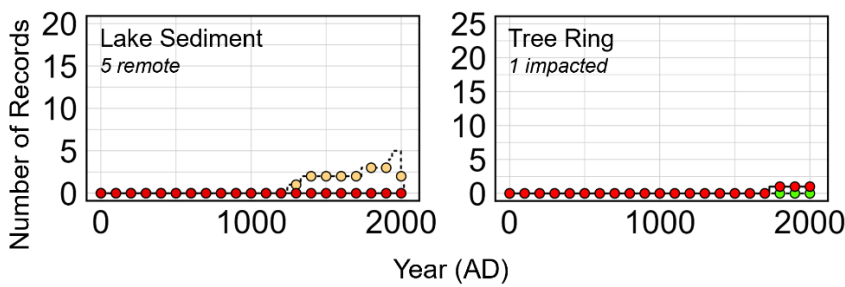 Number of Records
20
15
10
5
0
Lake Sediment
5 remote
0
1000
2000
25
20
15
10
5
0
Tree Ring
1 impacted
0
1000
2000
Year (AD)